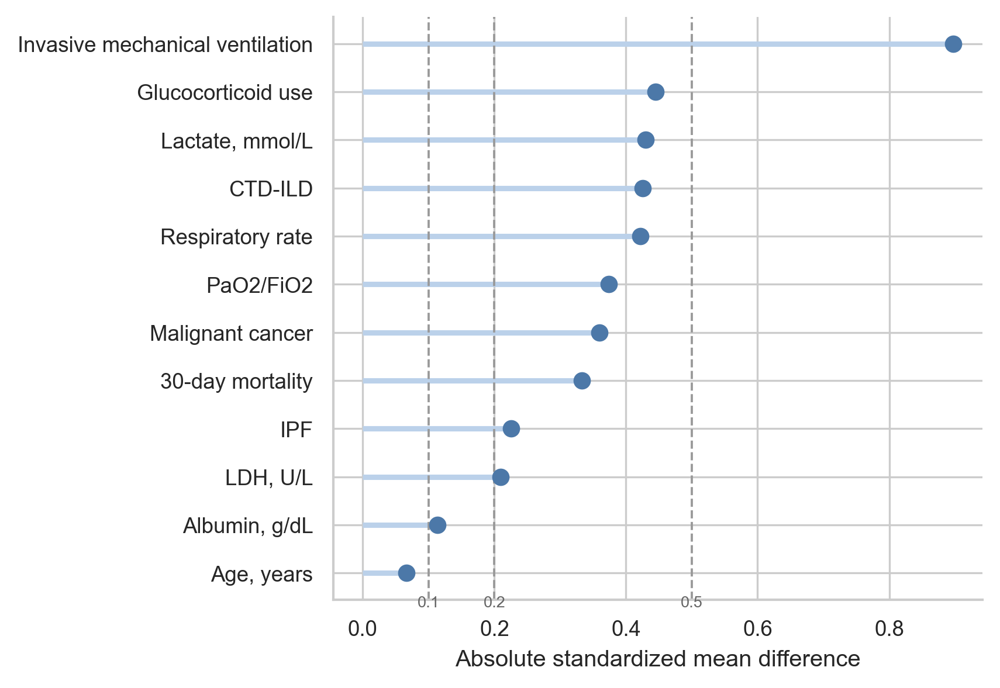 Invasive mechanical ventilation
Glucocorticoid use
Lactate, mmol/L
CTD-ILD
Respiratory rate
PaO2/FiO2
Malignant cancer
30-day mortality
IPF
LDH, U/L
Albumin, g/dL
Age, years
0.1 0.2 0.5
0.0 0.2 0.4 0.6 0.8
Absolute standardized mean difference